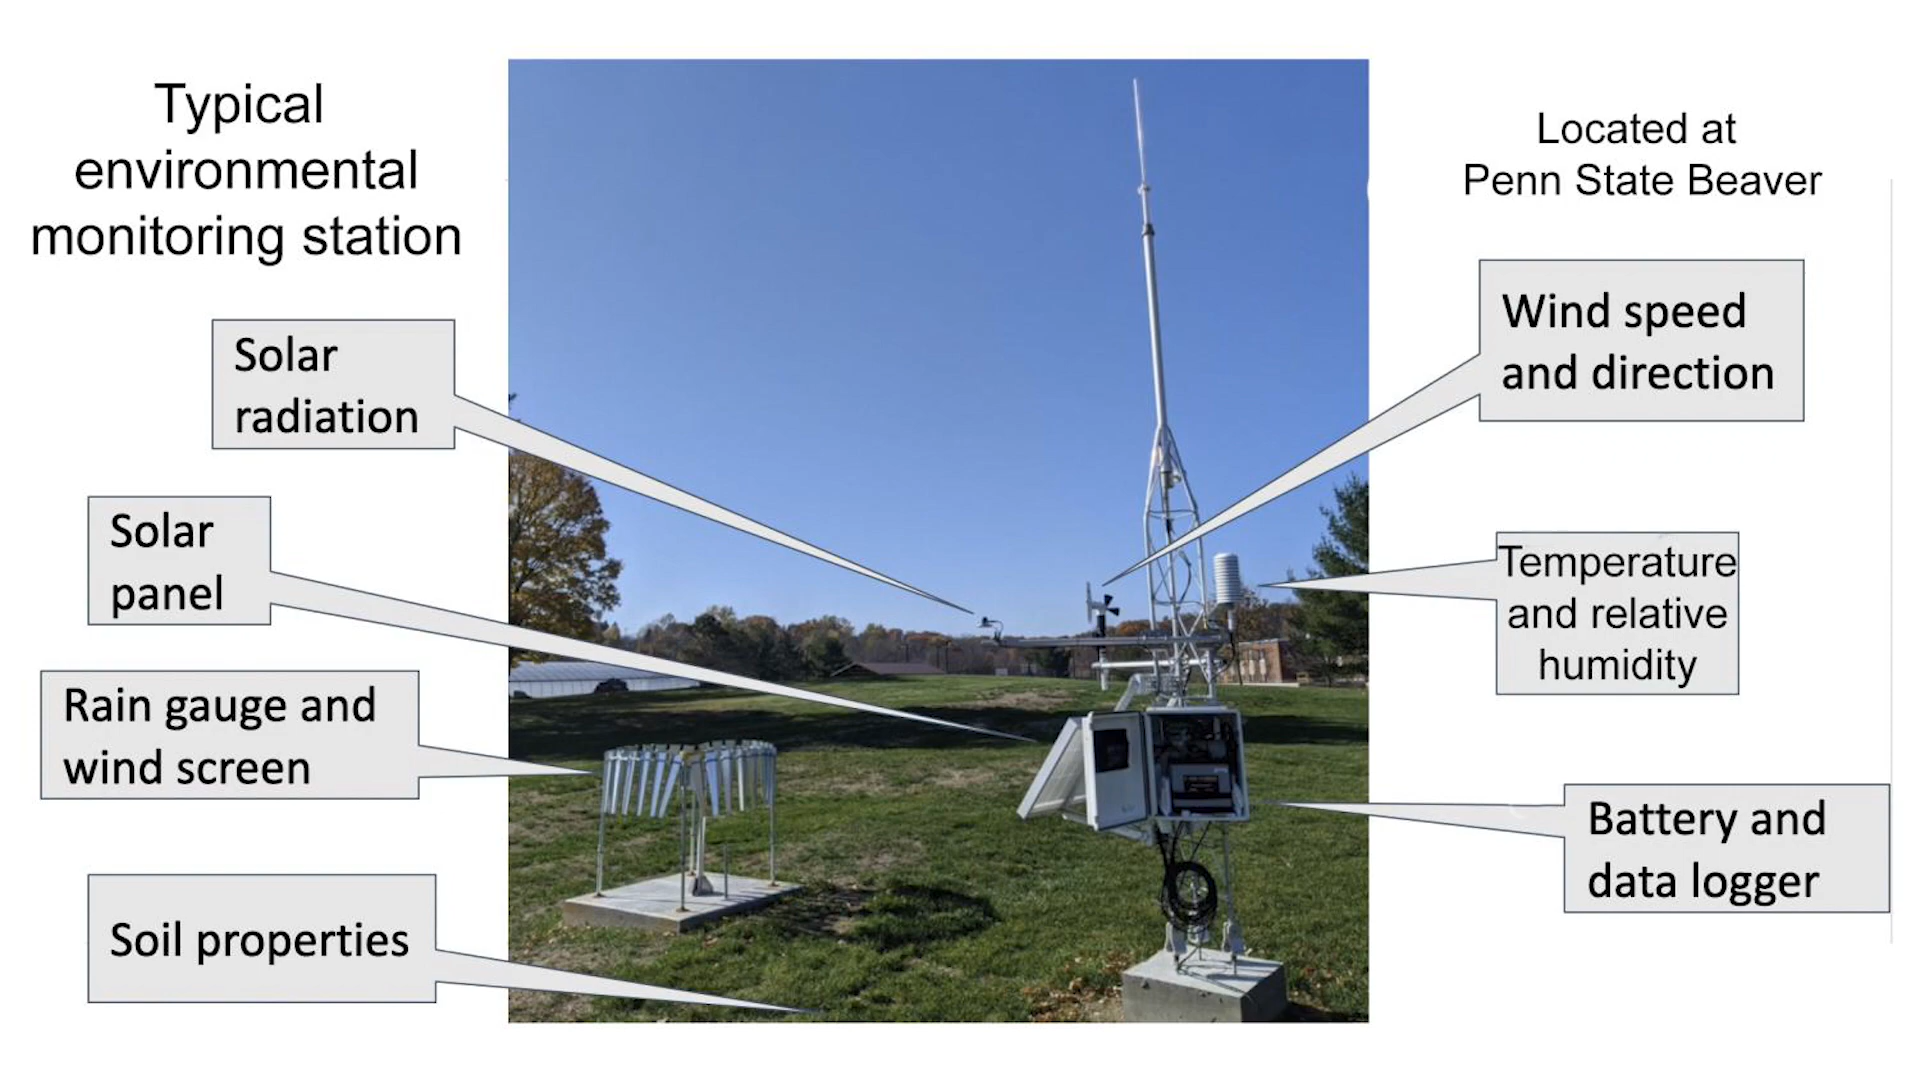 Typical
environmental
monitoring station
Located at
Penn State Beaver
Solar
radiation
Wind speed
and direction
Solar
panel
Temperature
and relative
humidity
Rain gauge and
wind screen
Battery and
data logger
Soil properties